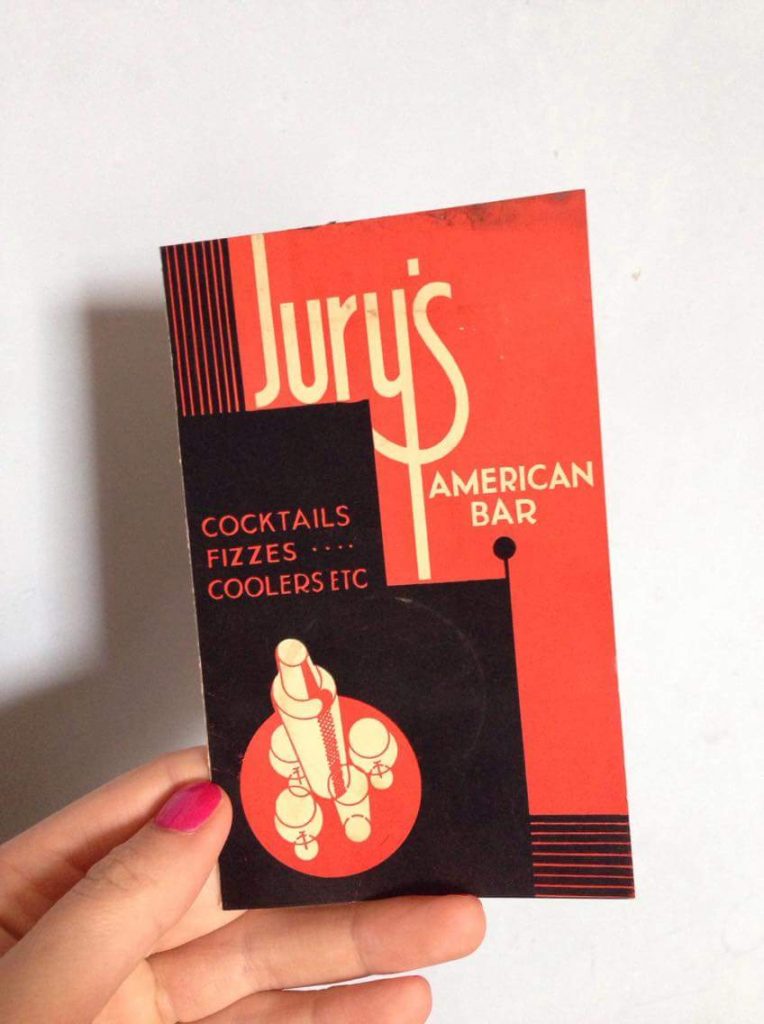 Jury's
AMERICAN
BAR
COCKTAILS
FIZZES ....
COOLERS ETC